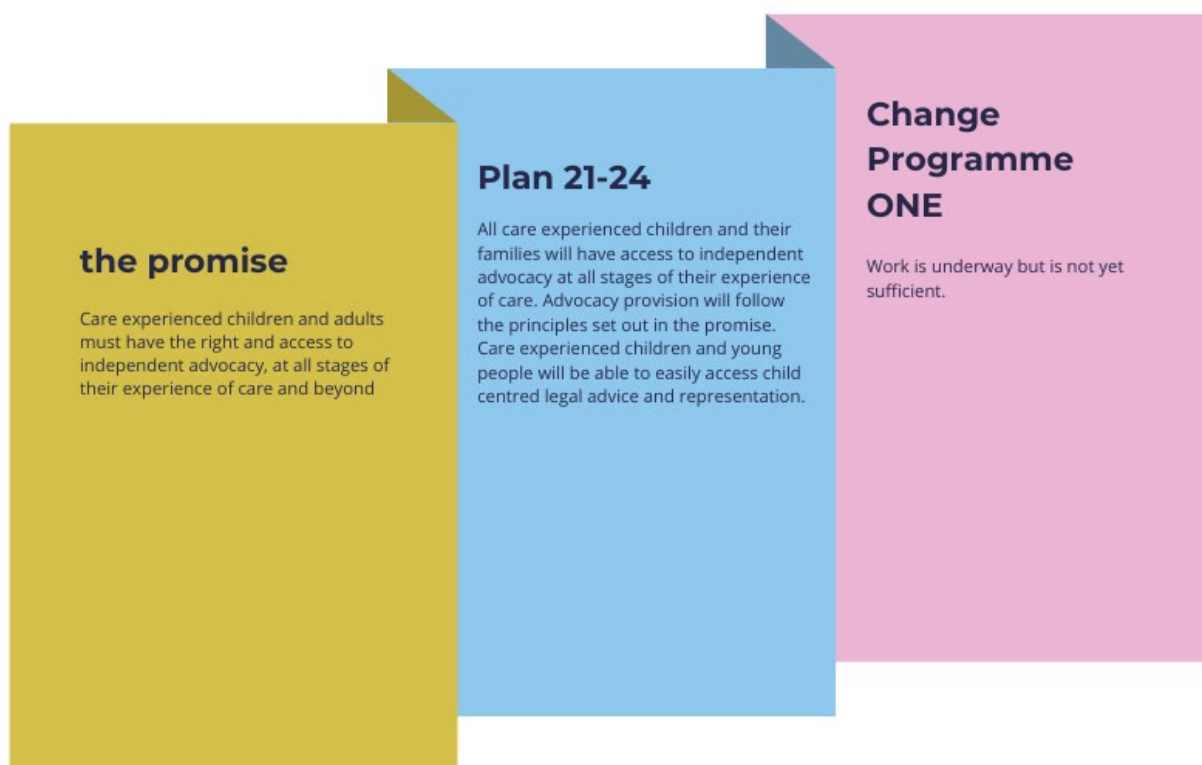 the promise
Care experienced children and adults
must have the right and access to
independent advocacy, at all stages of
their experience of care and beyond
Plan 21-24
All care experienced children and their
families will have access to independent
advocacy at all stages of their experience
of care. Advocacy provision will follow
the principles set out in the promise.
Care experienced children and young
people will be able to easily access child
centred legal advice and representation.
Change
Programme
ONE
Work is underway but is not yet
sufficient.